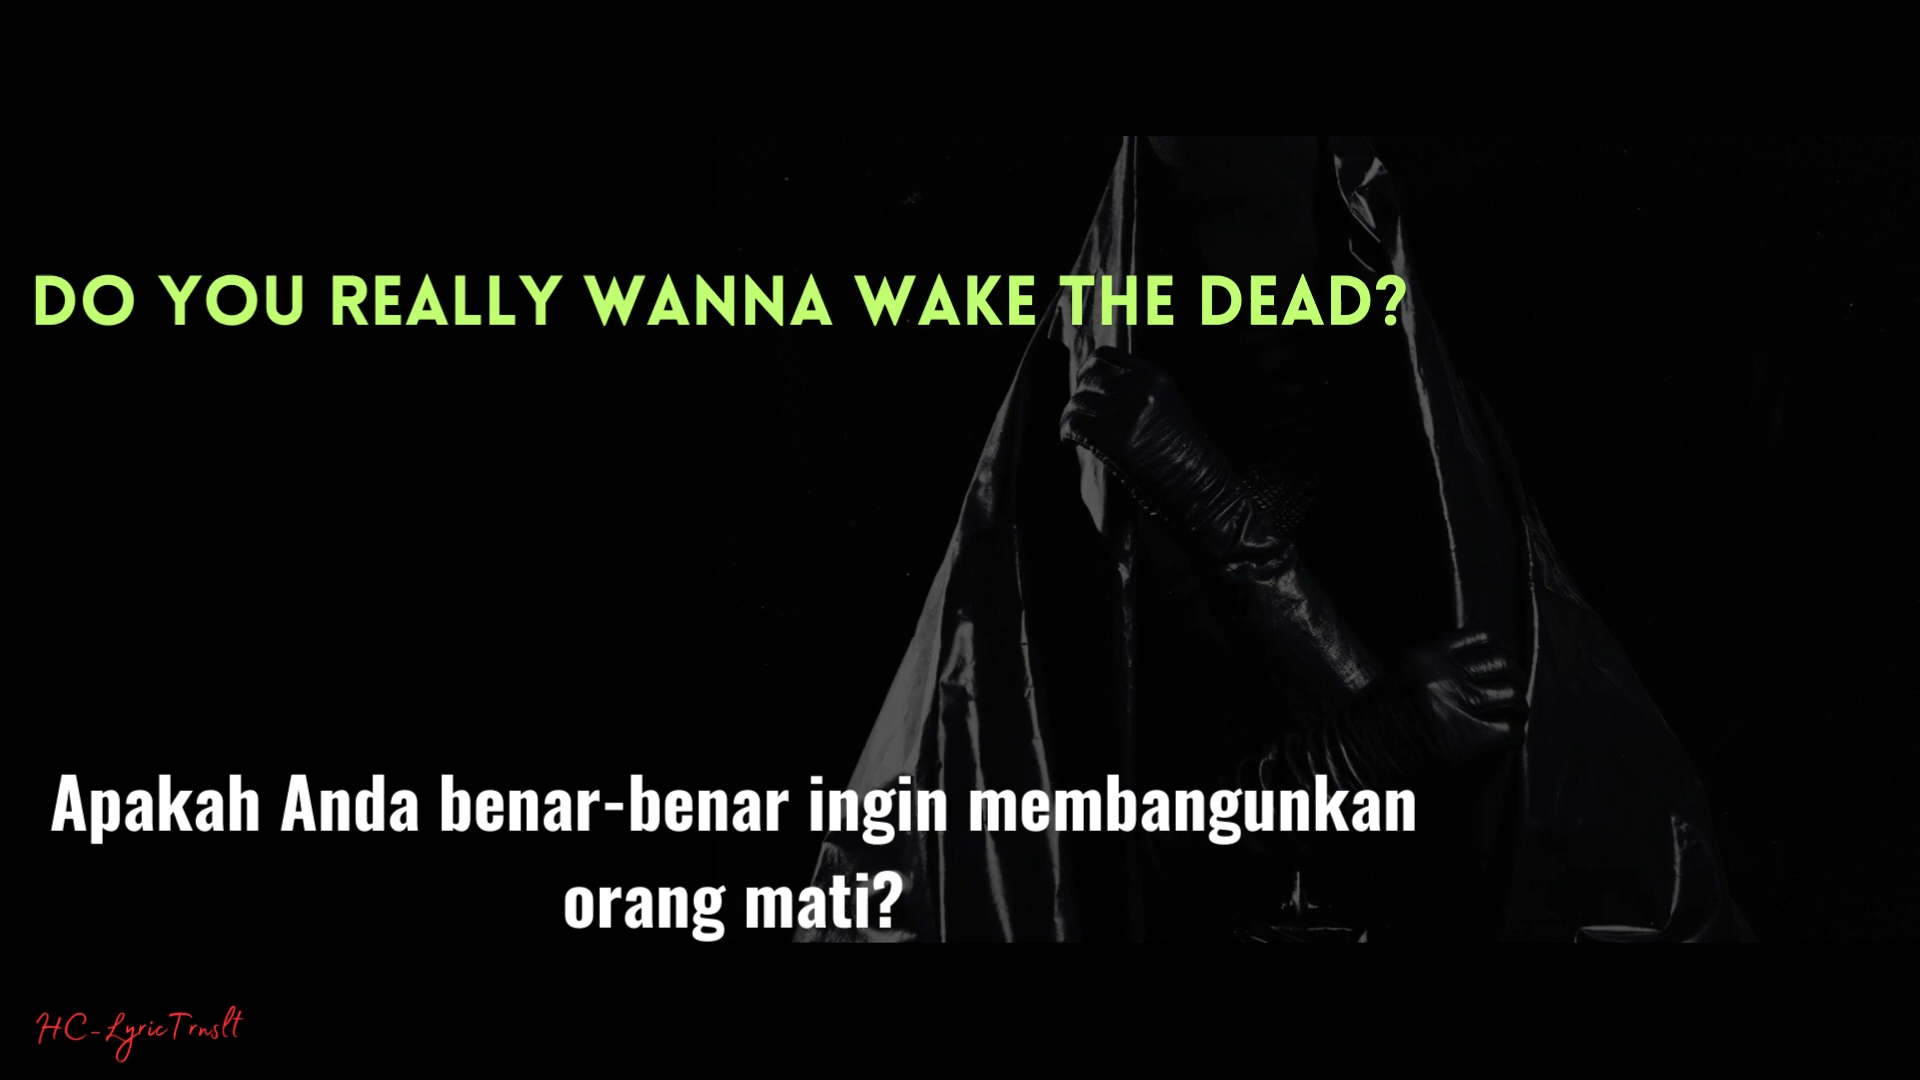 DO YOU REALLY WANNA WAKE THE DEAD?
Apakah Anda benar-benar ingin membangunkan
orang mati?
HC-LyricTrnslt